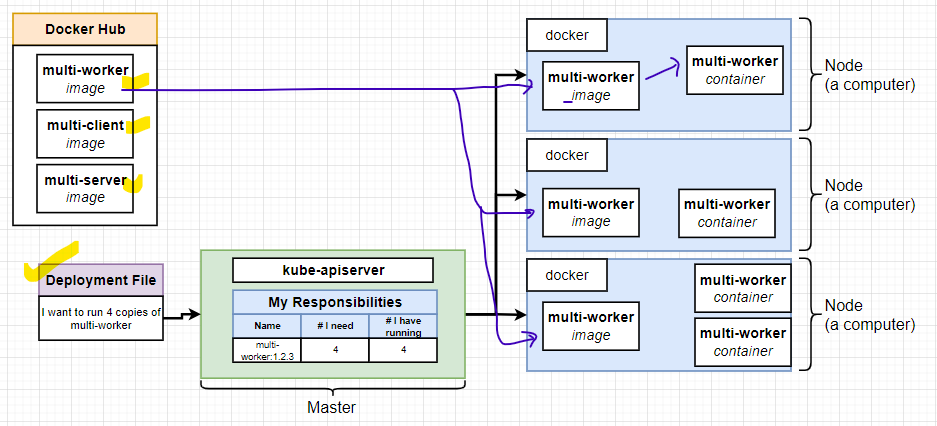 Docker Hub
multi-worker
image
multi-client
image
multi-server
image
Deployment File
I want to run 4 copies of
multi-worker
kube-apiserver
My Responsibilities
Name
# I need
# I have
running
multi-
worker:1.2.3
4
4
Master
docker
multi-worker
image
multi-worker
container
Node
(a computer)
docker
multi-worker
image
multi-worker
container
Node
(a computer)
docker
multi-worker
image
multi-worker
container
multi-worker
container
Node
(a computer)